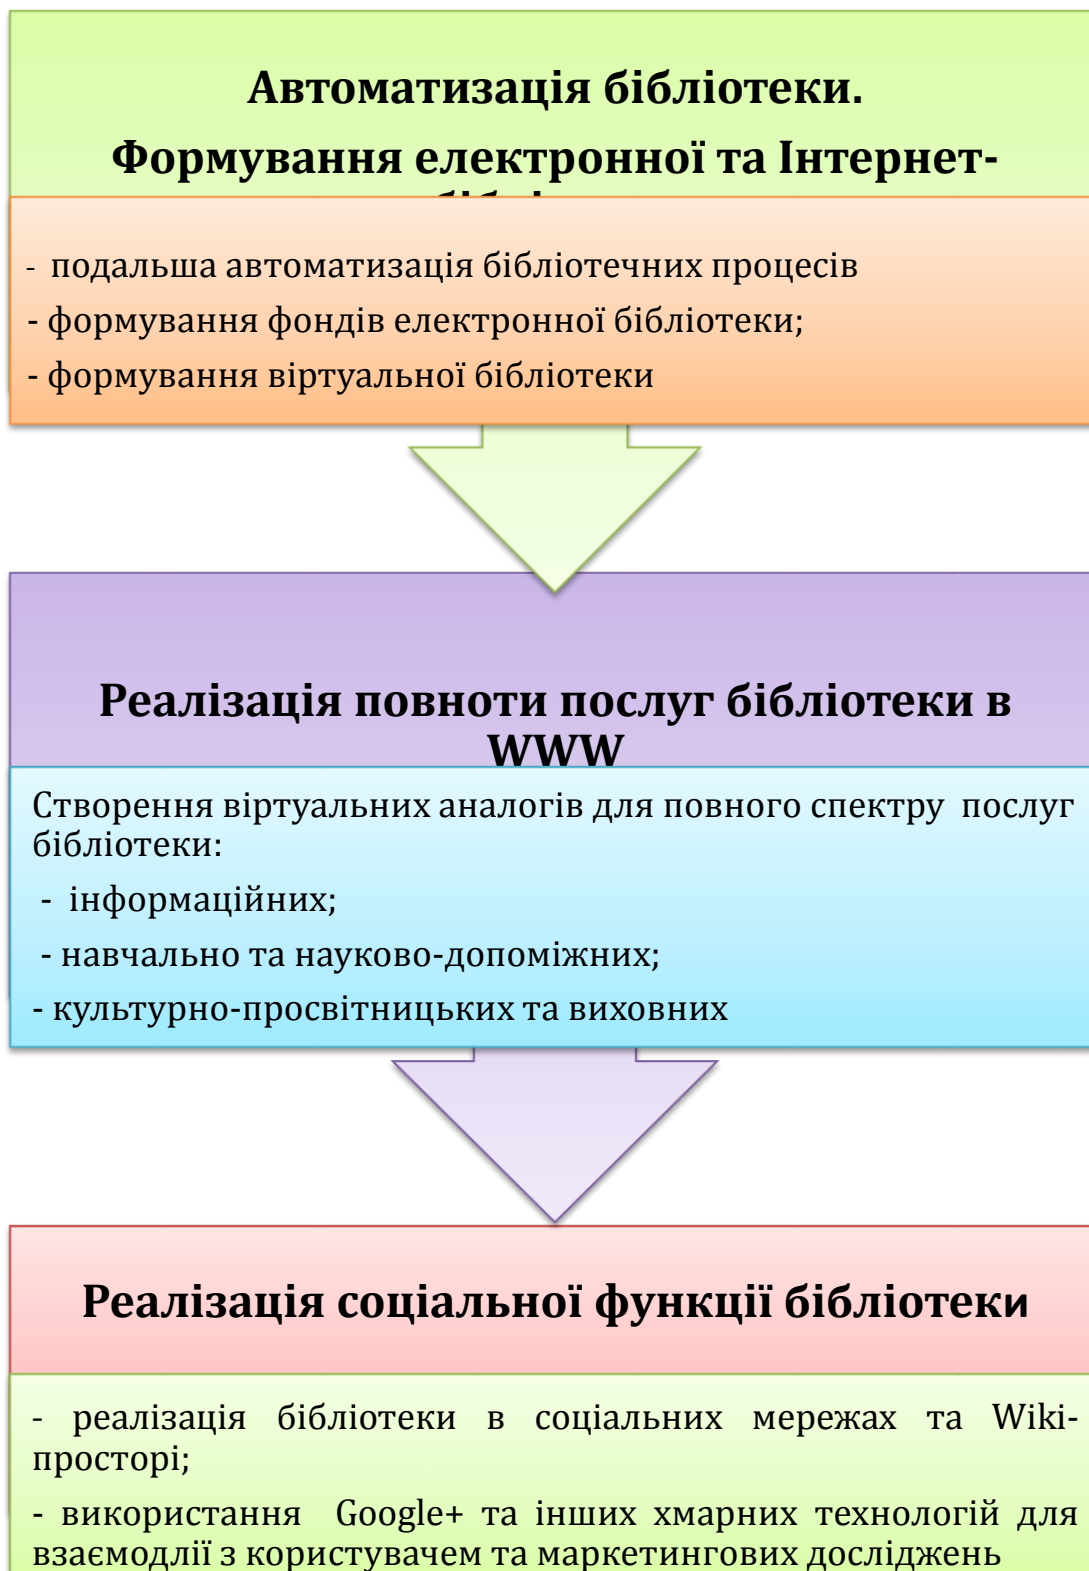 Автоматизація бібліотеки.
Формування електронної та Інтернет-
- подальша автоматизація бібліотечних процесів
- формування фондів електронної бібліотеки;
- формування віртуальної бібліотеки
Реалізація повноти послуг бібліотеки в
WWW
Створення віртуальних аналогів для повного спектру послуг
бібліотеки:
- інформаційних;
- навчально та науково-допоміжних;
- культурно-просвітницьких та виховних
Реалізація соціальної функції бібліотеки
- реалізація бібліотеки в соціальних мережах та Wiki-
просторі;
- використання Google+ та інших хмарних технологій для
взаємодлії з користувачем та маркетингових досліджень